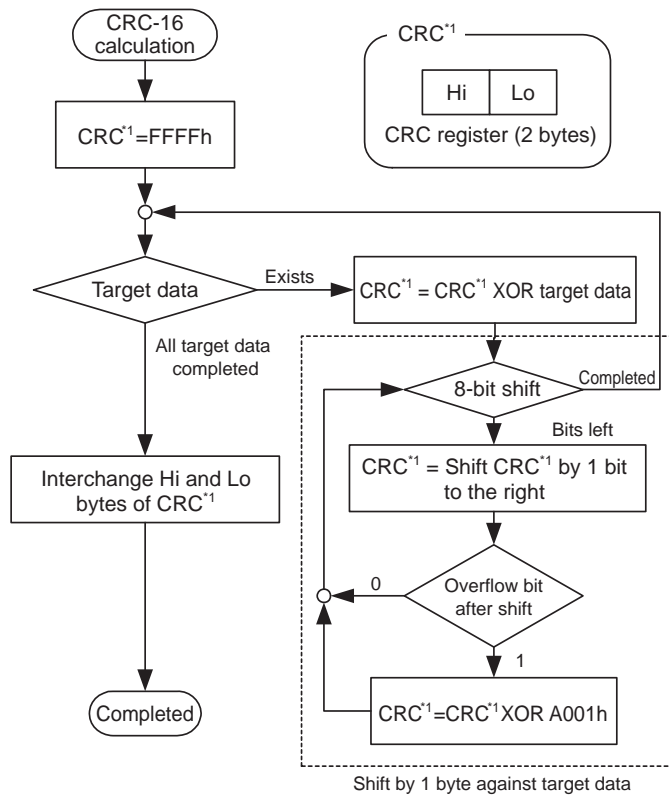 CRC-16
calculation
CRC*1=FFFFh
Target data
Exists
All target data
completed
Interchange Hi and Lo
bytes of CRC*1
Completed
CRC*1
Hi Lo
CRC register (2 bytes)
CRC*1 = CRC*1 XOR target data
8-bit shift
Completed
Bits left
CRC*1 = Shift CRC*1 by 1 bit
to the right
Overflow bit
after shift
0
1
CRC*1=CRC*1XOR A001h
Shift by 1 byte against target data